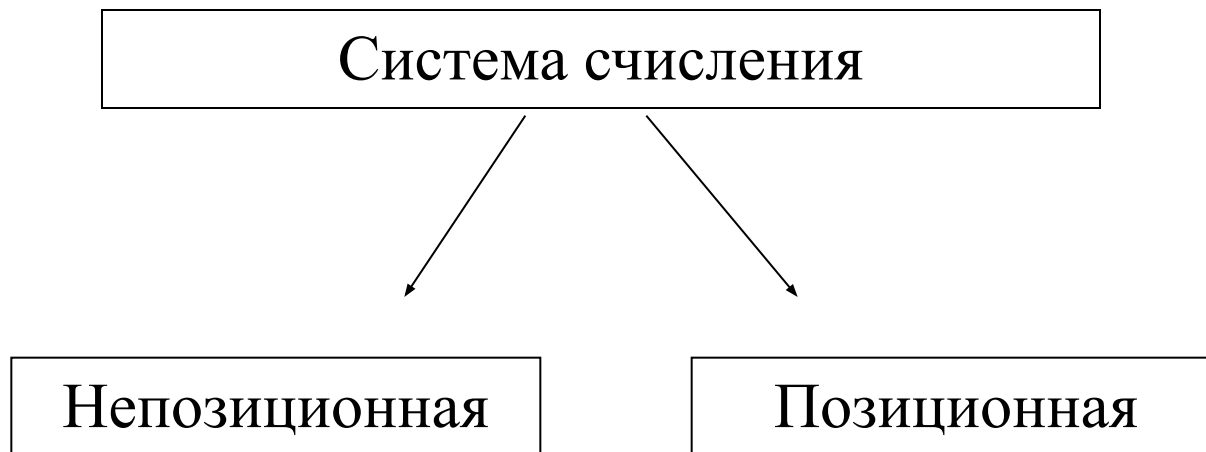 Система счисления
Непозиционная
Позиционная